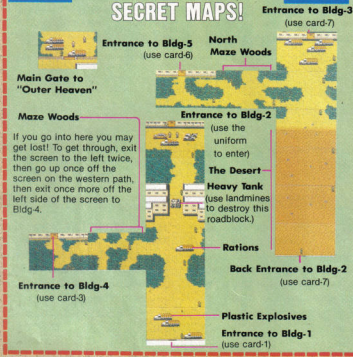 SECRET MAPS!
Entrance to Bldg-3
(use card-7)
Entrance to Bldg-5
(use card-6)
North
Maze Woods
Main Gate to
"Outer Heaven"
Maze Woods
If you go into here you may
get lost! To get through, exit
the screen to the left twice,
then go up once off the
screen on the western path,
then exit once more off the
left side of the screen to
Bldg-4.
Entrance to Bldg-2
(use the
uniform
to enter)
The Desert
Heavy Tank
(use landmines
to destroy this
roadblock.)
Rations
Back Entrance to Bldg-2
(use card-7)
Entrance to Bldg-4
(use card-3)
Plastic Explosives
Entrance to Bldg-1
(use card-1)